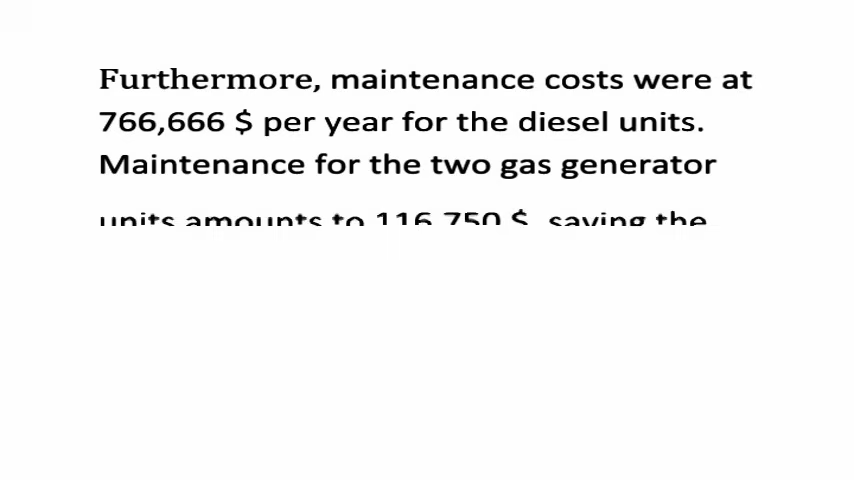 Furthermore, maintenance costs were at
766,666 $ per year for the diesel units.
Maintenance for the two gas generator
units amounts to 116,750 $, saving the